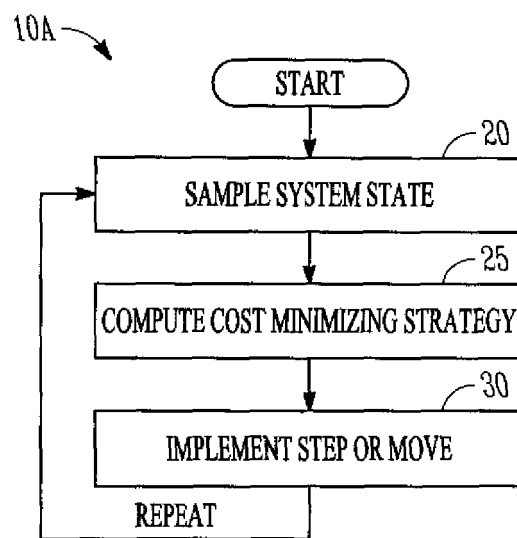 10A
START
20
SAMPLE SYSTEM STATE
25
COMPUTE COST MINIMIZING STRATEGY
30
IMPLEMENT STEP OR MOVE
REPEAT